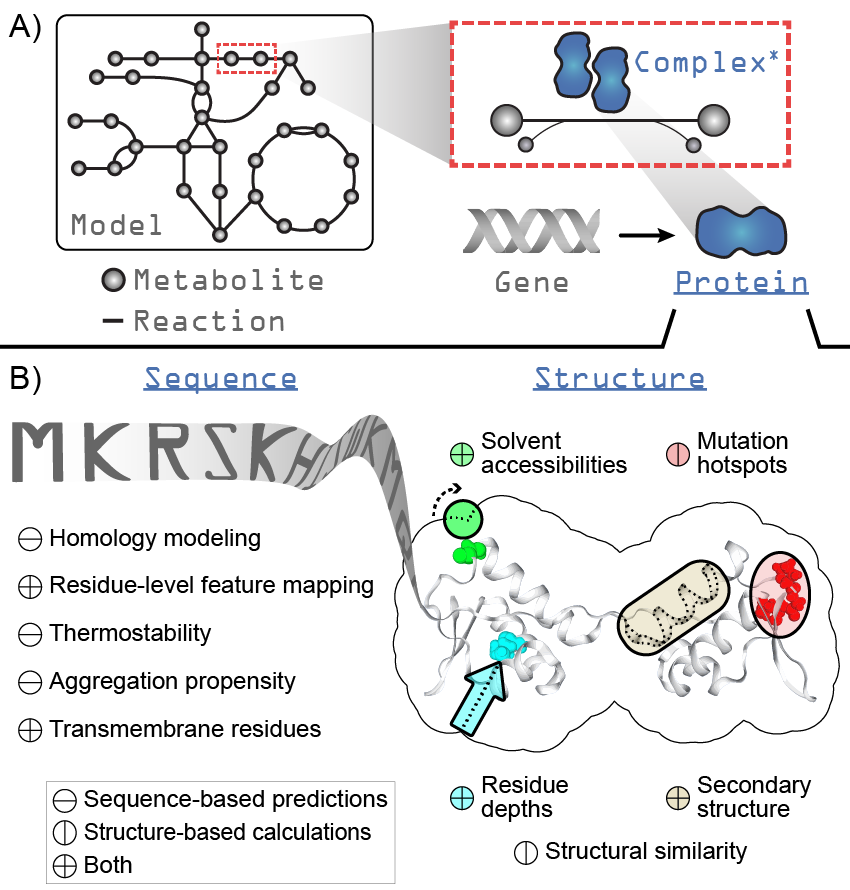 A)
Complex*
Model
Metabolite
Reaction
Gene
Protein
B)
Sequence
Structure
MKRSK
Solvent
accessibilities
Mutation
hotspots
Homology modeling
Residue-level feature mapping
Thermostability
Aggregation propensity
Transmembrane residues
Sequence-based predictions
Structure-based calculations
Both
Residue
depths
Secondary
structure
Structural similarity